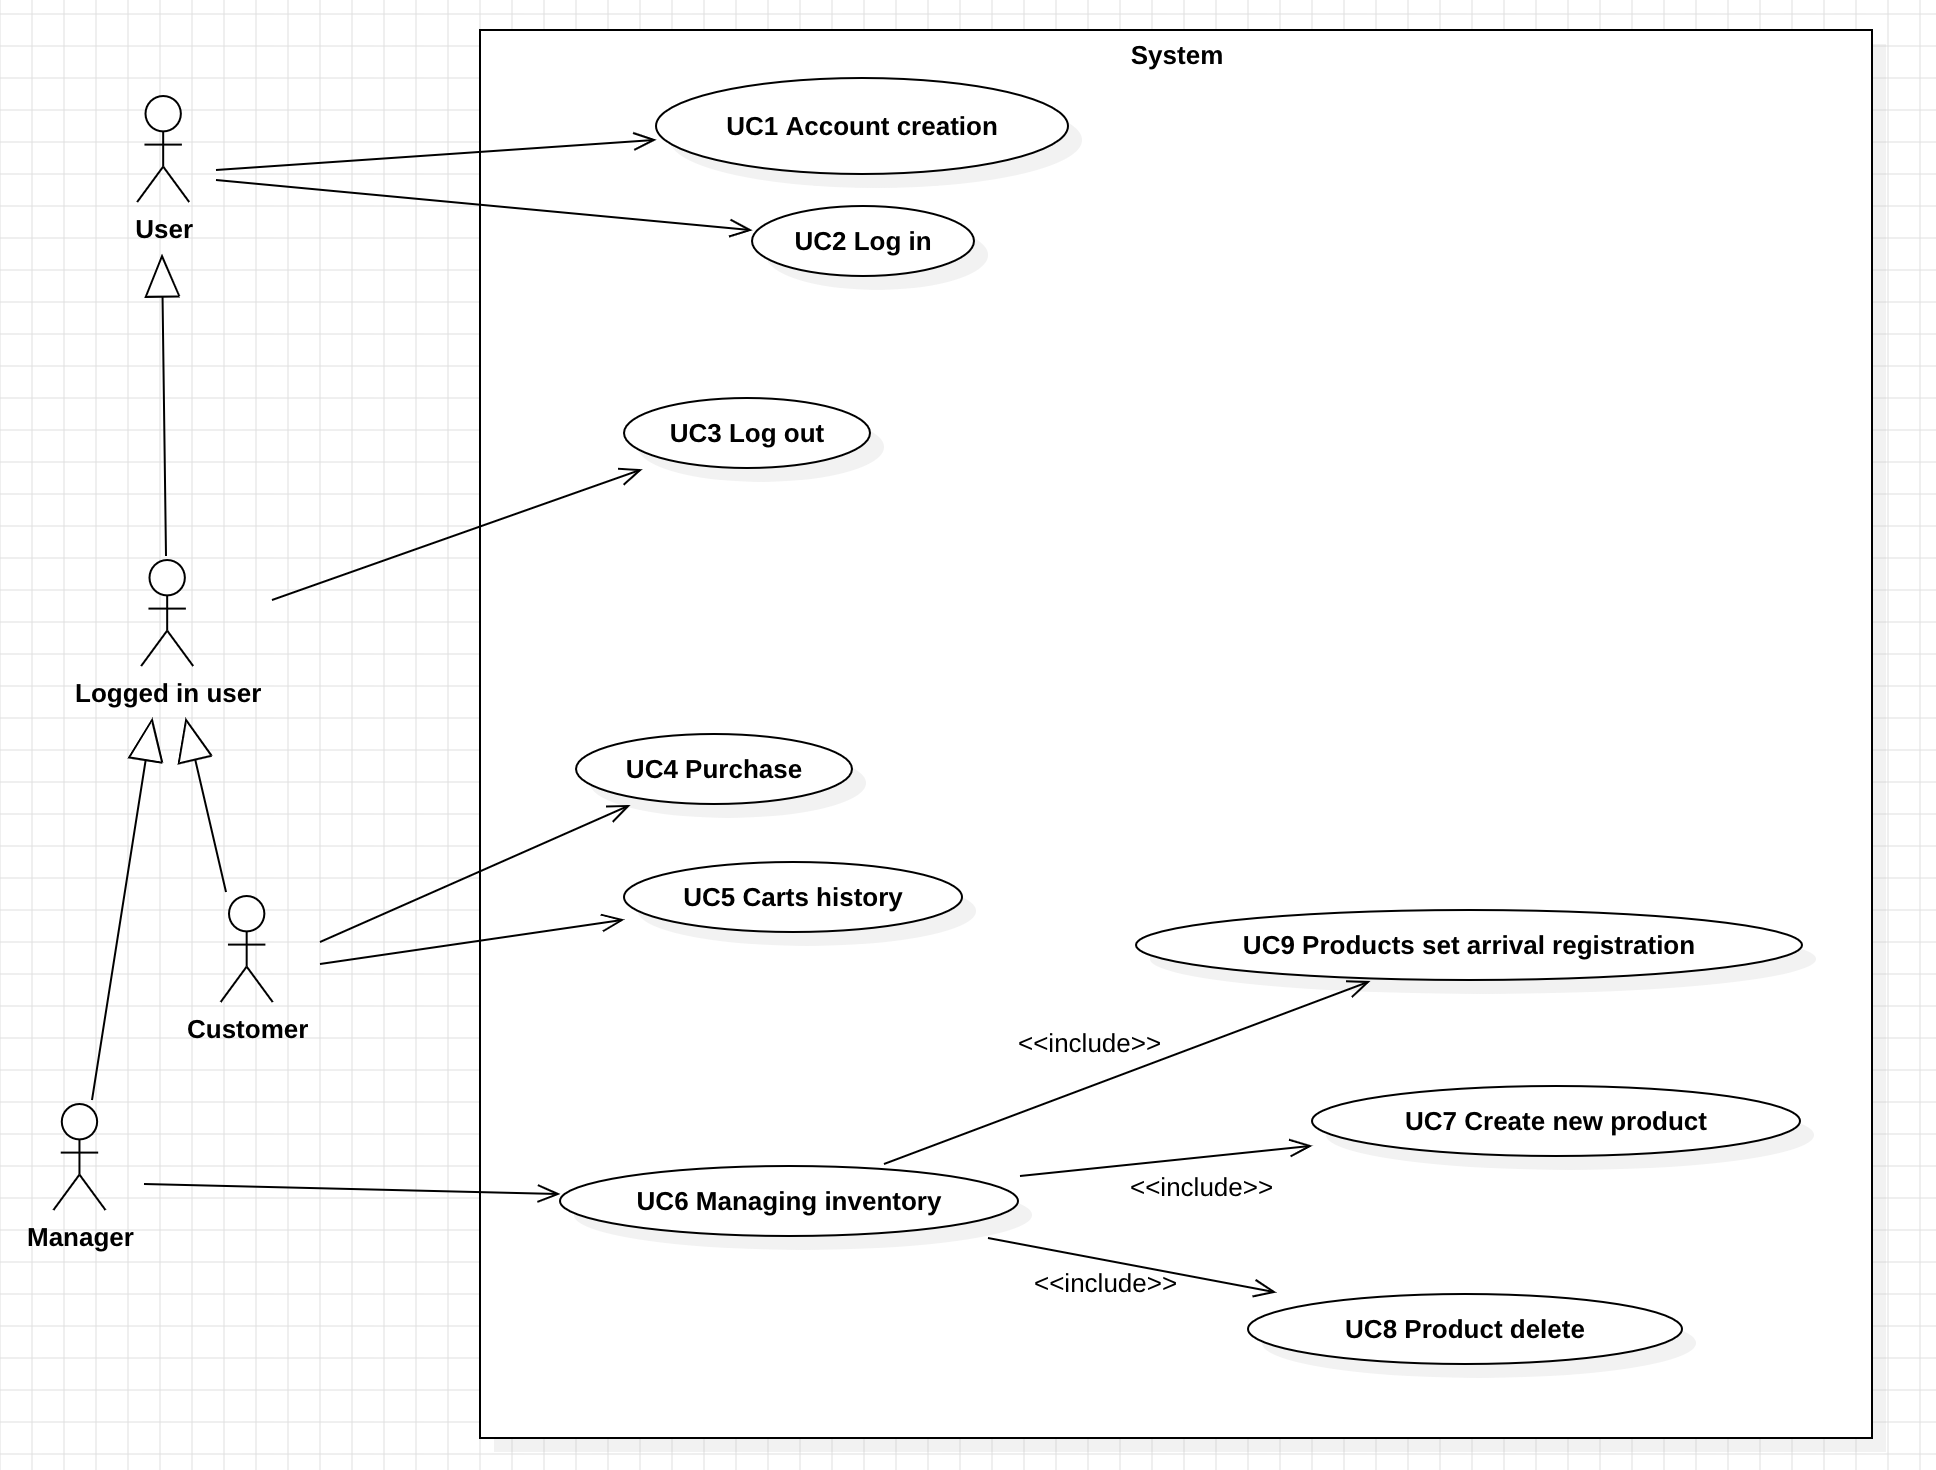 System
UC1 Account creation
User
UC2 Log in
UC3 Log out
Logged in user
UC4 Purchase
UC5 Carts history
UC9 Products set arrival registration
Customer
<<include>>
UC7 Create new product
<<include>>
UC6 Managing inventory
Manager
<<include>>
UC8 Product delete